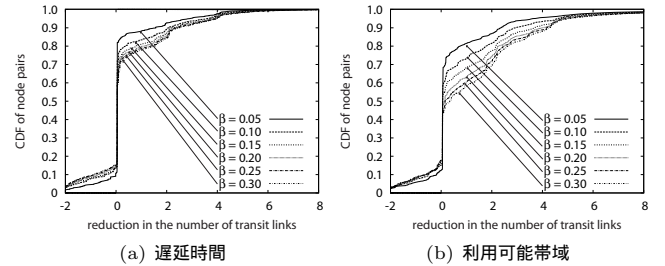 CDF of node pairs
1.0
0.9
0.8
0.7
0.6
0.5
0.4
0.3
0.2
0.1
0
β = 0.05
β = 0.10
β = 0.15
β = 0.20
β = 0.25
β = 0.30
-2 0 2 4 6 8
reduction in the number of transit links
(a) 遅延時間
CDF of node pairs
1.0
0.9
0.8
0.7
0.6
0.5
0.4
0.3
0.2
0.1
0
β = 0.05
β = 0.10
β = 0.15
β = 0.20
β = 0.25
β = 0.30
-2 0 2 4 6 8
reduction in the number of transit links
(b) 利用可能帯域